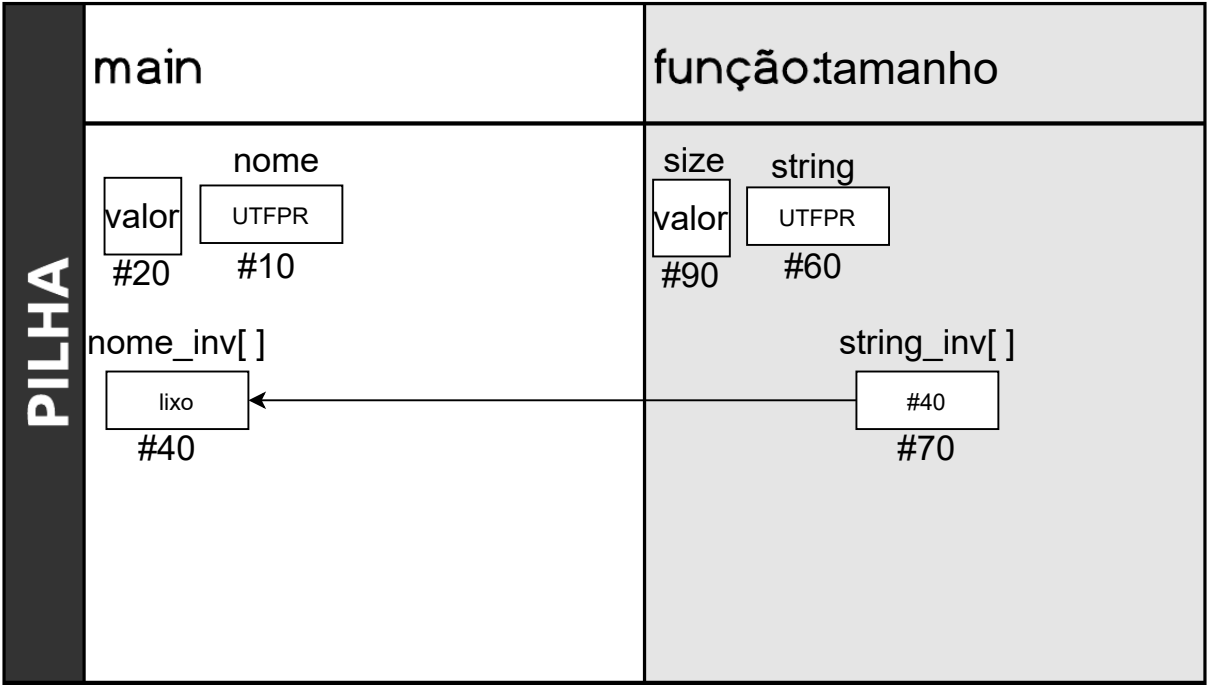 PILHA
main
função:tamanho
nome
valor
UTFPR
#20
#10
size
string
valor
UTFPR
#90
#60
nome_inv[ ]
lixo
#40
string_inv[ ]
#40
#70